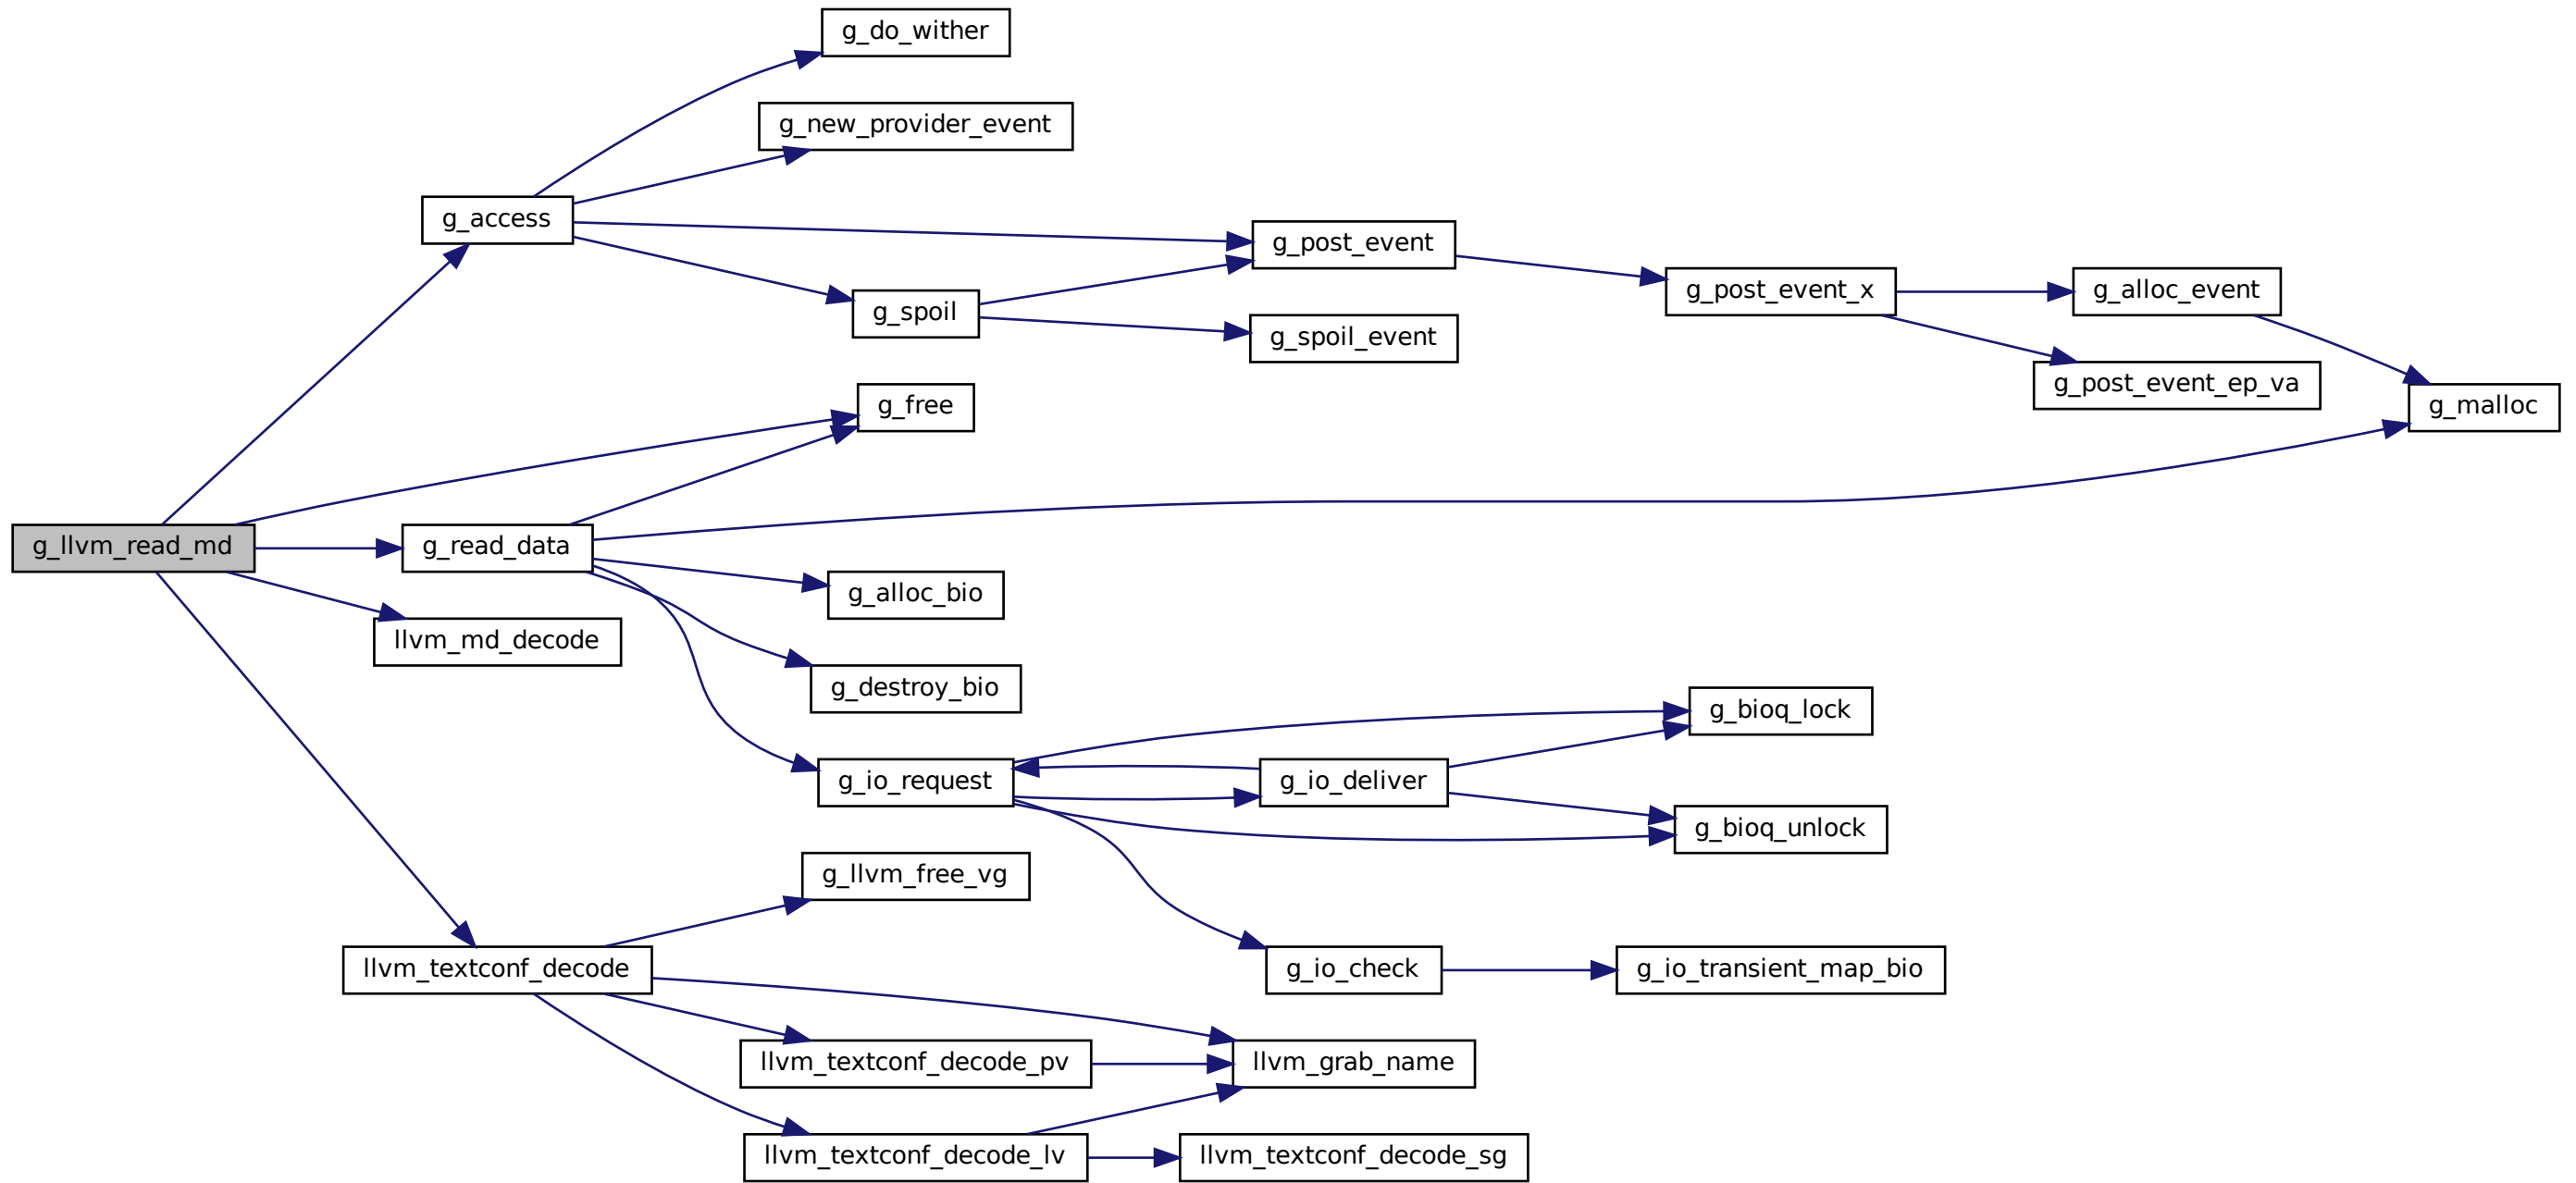 g_do_wither
g_new_provider_event
g_access
g_post_event
g_post_event_x
g_alloc_event
g_spoil
g_spoil_event
g_post_event_ep_va
g_free
g_malloc
g_llvm_read_md
g_read_data
g_alloc_bio
llvm_md_decode
g_destroy_bio
g_bioq_lock
g_io_request
g_io_deliver
g_bioq_unlock
g_llvm_free_vg
llvm_textconf_decode
g_io_check
g_io_transient_map_bio
llvm_textconf_decode_pv
llvm_grab_name
llvm_textconf_decode_lv
llvm_textconf_decode_sg